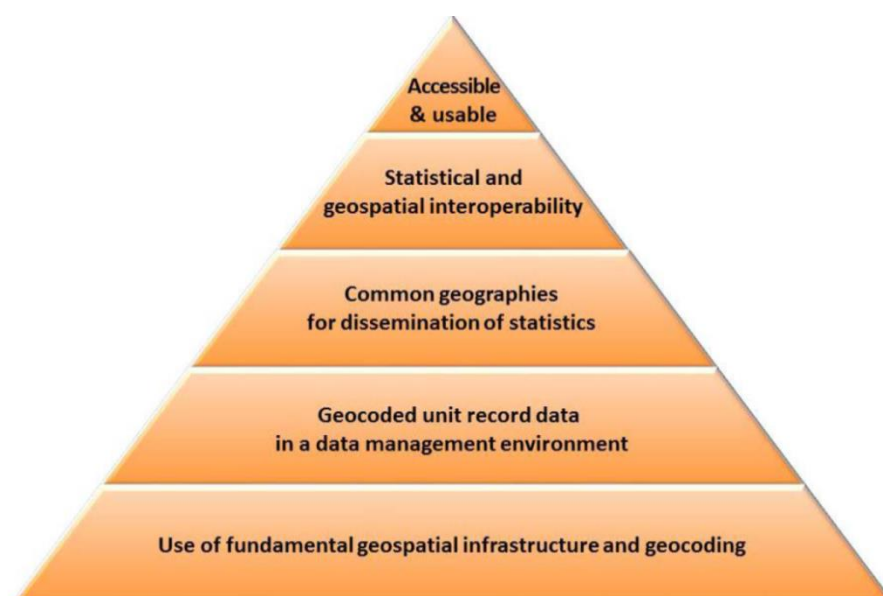 Accessible
& usable
Statistical and
geospatial interoperability
Common geographies
for dissemination of statistics
Geocoded unit record data
in a data management environment
Use of fundamental geospatial infrastructure and geocoding